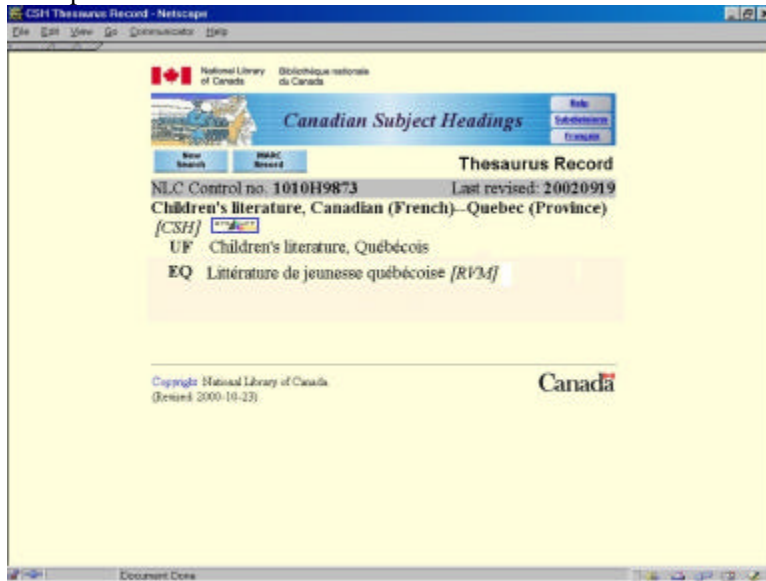 CSH Thesaurus Record - Netscape
File Edit View Go Communicator Help
National Library of Canada
Bibliothèque nationale du Canada
Canadian Subject Headings
Help
Subdivisions
Français
New Search
MARC Record
Thesaurus Record
NLC Control no. 1010H9873 Last revised: 20020919
Children's literature, Canadian (French)--Quebec (Province)
[CSH]
UF Children's literature, Québécois
EQ Littérature de jeunesse québécoise [RVM]
Copyright National Library of Canada
(Revised: 2000-10-23)
Canada
Document: Done